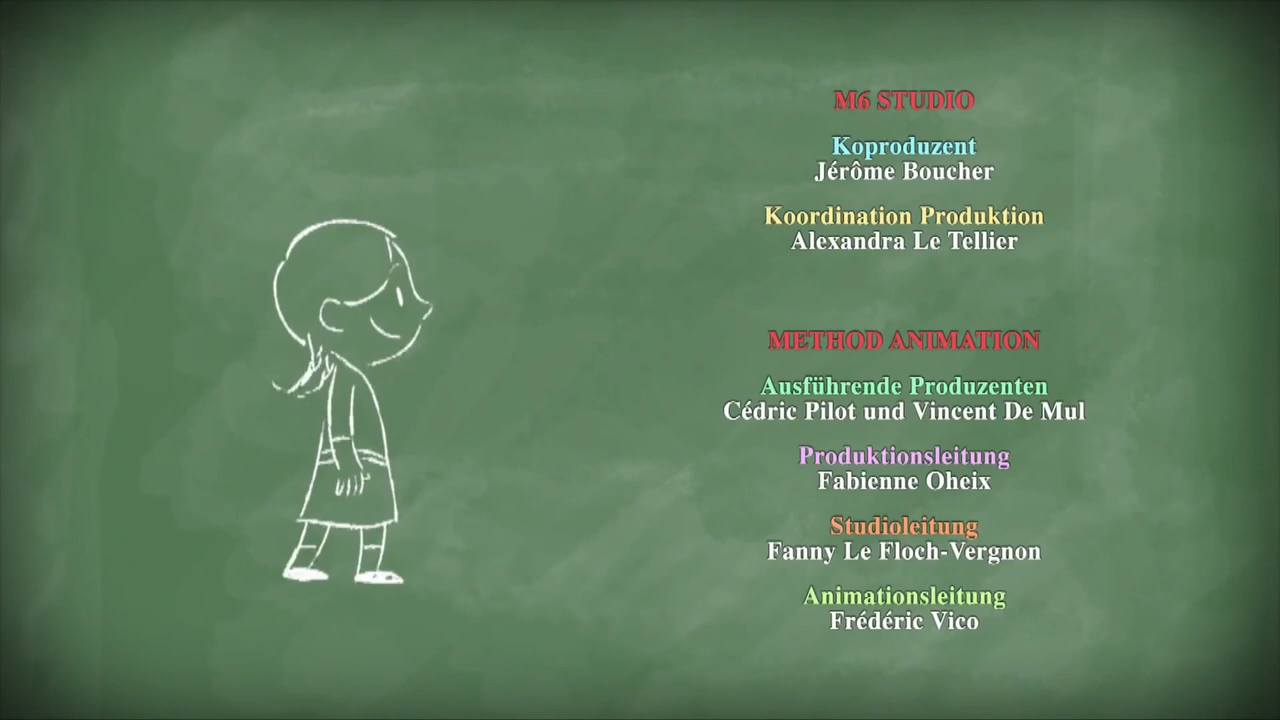 M6 STUDIO
Koproduzent
Jérôme Boucher
Koordination Produktion
Alexandra Le Tellier
METHOD ANIMATION
Ausführende Produzenten
Cédric Pilot und Vincent De Mul
Produktionsleitung
Fabienne Oheix
Studioleitung
Fanny Le Floch-Vergnon
Animationsleitung
Frédéric Vico